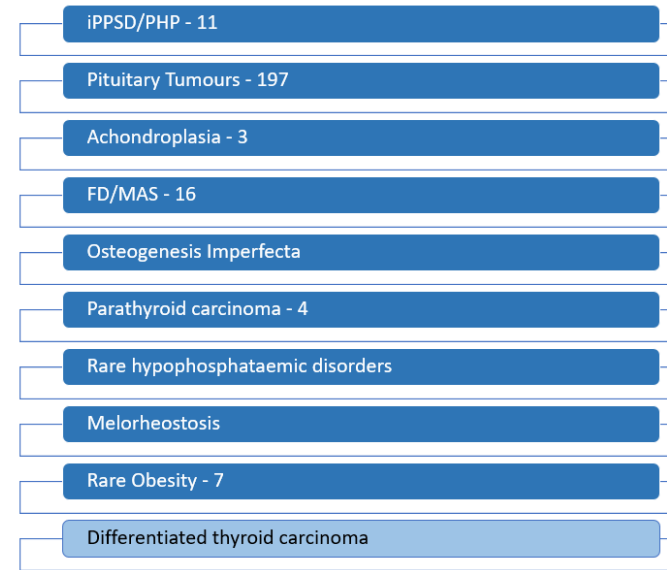 iPPSD/PHP - 11
Pituitary Tumours - 197
Achondroplasia - 3
FD/MAS - 16
Osteogenesis Imperfecta
Parathyroid carcinoma - 4
Rare hypophosphataemic disorders
Melorheostosis
Rare Obesity - 7
Differentiated thyroid carcinoma